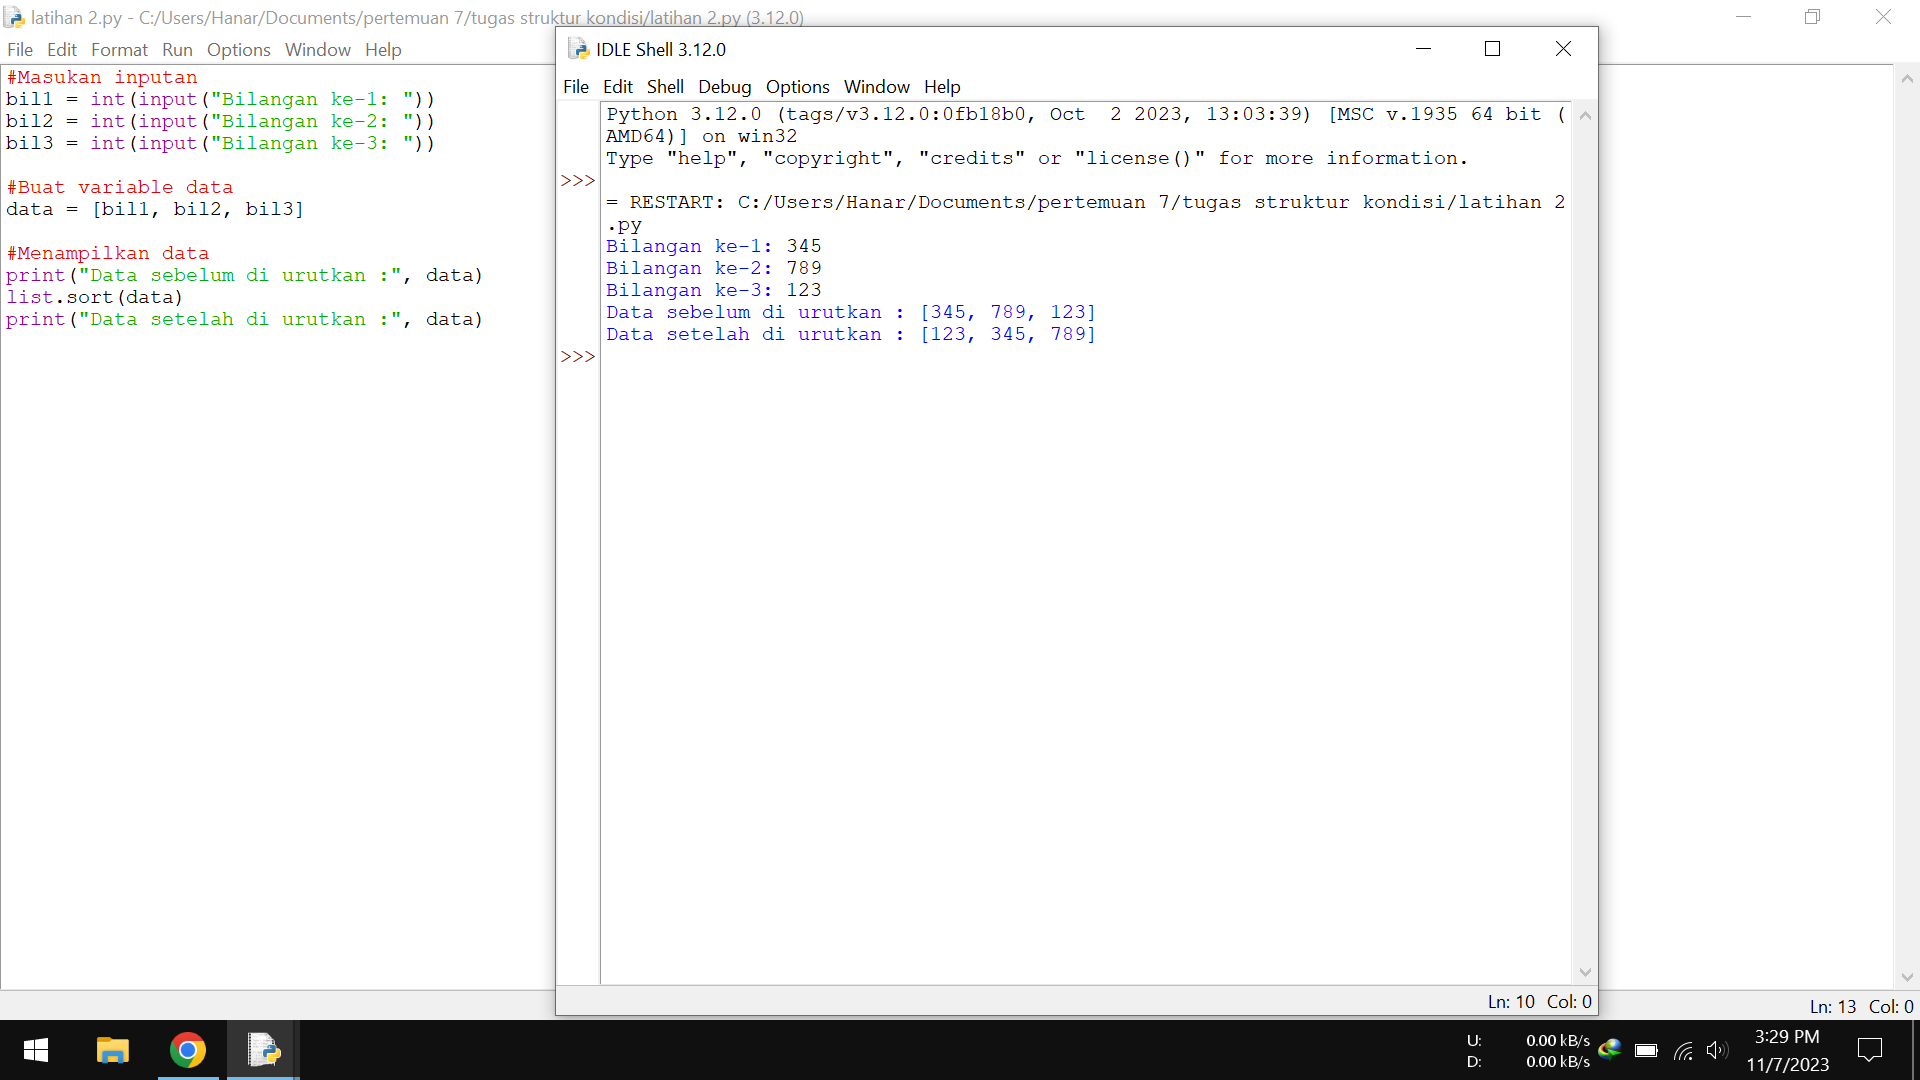 latihan 2.py - C:/Users/Hanar/Documents/pertemuan 7/tugas struktur kondisi/latihan 2.py (3.12.0)
File Edit Format Run Options Window Help
#Masukan inputan
bil1 = int(input("Bilangan ke-1: "))
bil2 = int(input("Bilangan ke-2: "))
bil3 = int(input("Bilangan ke-3: "))
#Buat variable data
data = [bil1, bil2, bil3]
#Menampilkan data
print("Data sebelum di urutkan :", data)
list.sort(data)
print("Data setelah di urutkan :", data)
IDLE Shell 3.12.0
File Edit Shell Debug Options Window Help
Python 3.12.0 (tags/v3.12.0:0fb18b0, Oct  2 2023, 13:03:39) [MSC v.1935 64 bit (
AMD64)] on win32
Type "help", "copyright", "credits" or "license()" for more information.
>>>
= RESTART: C:/Users/Hanar/Documents/pertemuan 7/tugas struktur kondisi/latihan 2
.py
Bilangan ke-1: 345
Bilangan ke-2: 789
Bilangan ke-3: 123
Data sebelum di urutkan : [345, 789, 123]
Data setelah di urutkan : [123, 345, 789]
>>>
Ln: 10 Col: 0
Ln: 13 Col: 0
U: 0.00 kB/s
D: 0.00 kB/s
3:29 PM
11/7/2023